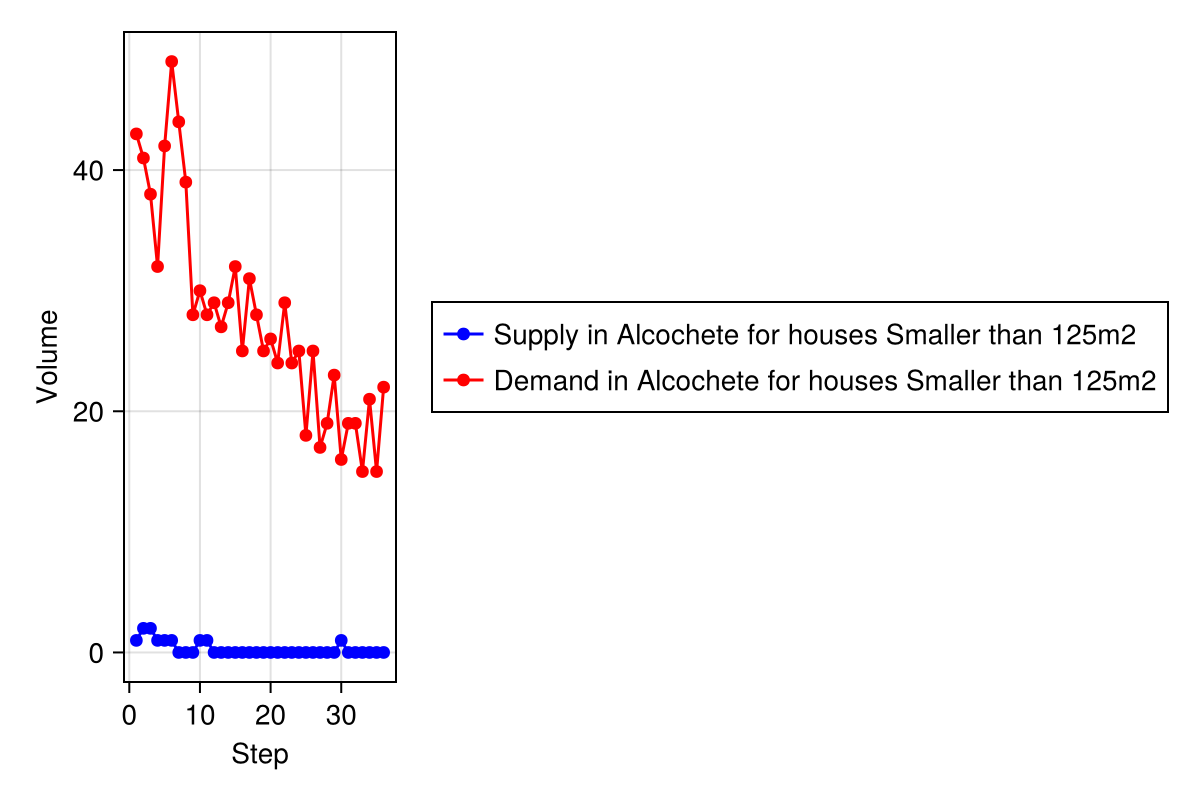 Volume
40
20
0
0 10 20 30
Step
Supply in Alcochete for houses Smaller than 125m2
Demand in Alcochete for houses Smaller than 125m2